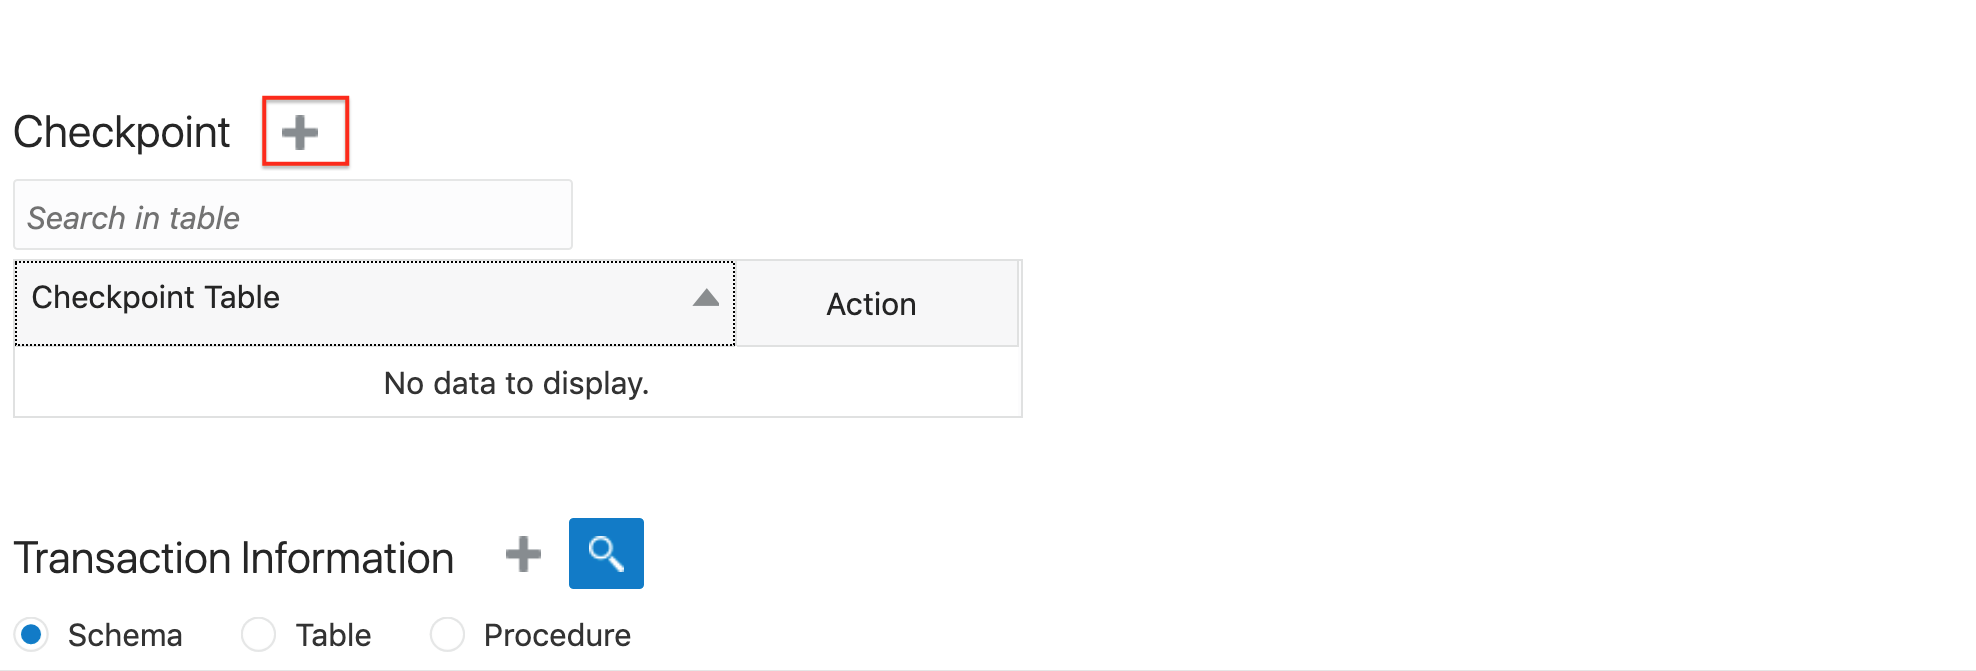 Checkpoint
Search in table
Checkpoint Table Action
No data to display.
Transaction Information
Schema Table Procedure